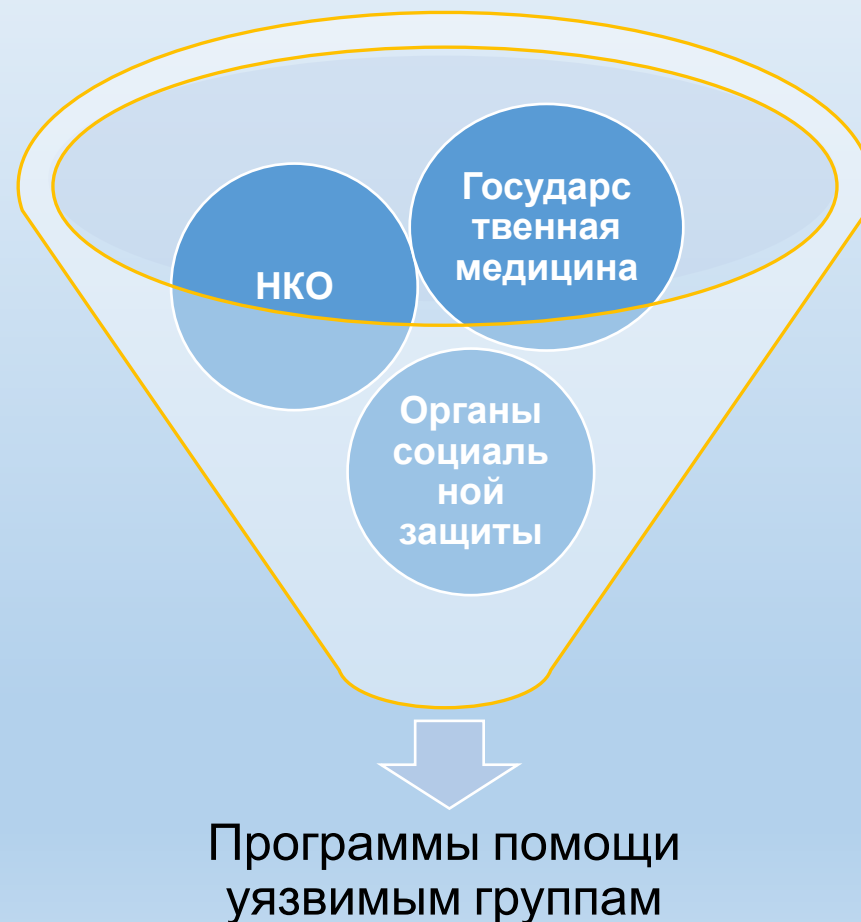 Государс
твенная
медицина
НКО
Органы
социаль
ной
защиты
Программы помощи
уязвимым группам